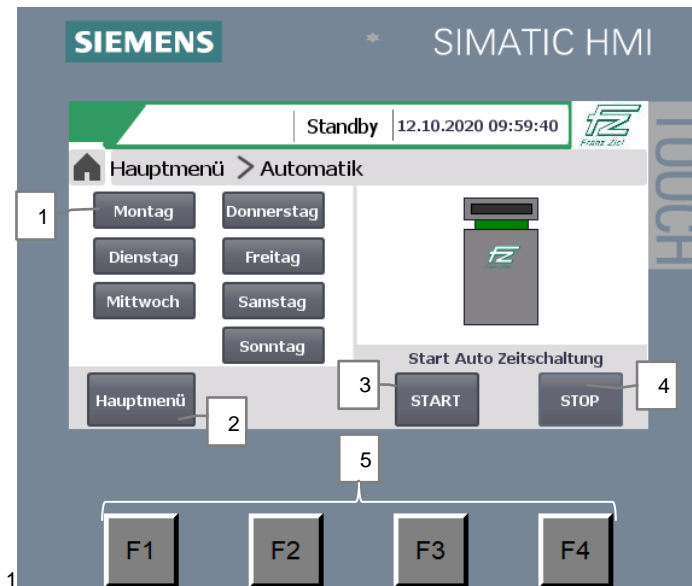 SIEMENS
SIMATIC HMI
TOUCH
Standby 12.10.2020 09:59:40
FZ
Franz Ziel
Hauptmenü > Automatik
1
Montag Donnerstag
Dienstag Freitag
FZ
Mittwoch Samstag
Sonntag
Start Auto Zeitschaltung
Hauptmenü
2
3
START
STOP
4
5
F1 F2 F3 F4
1